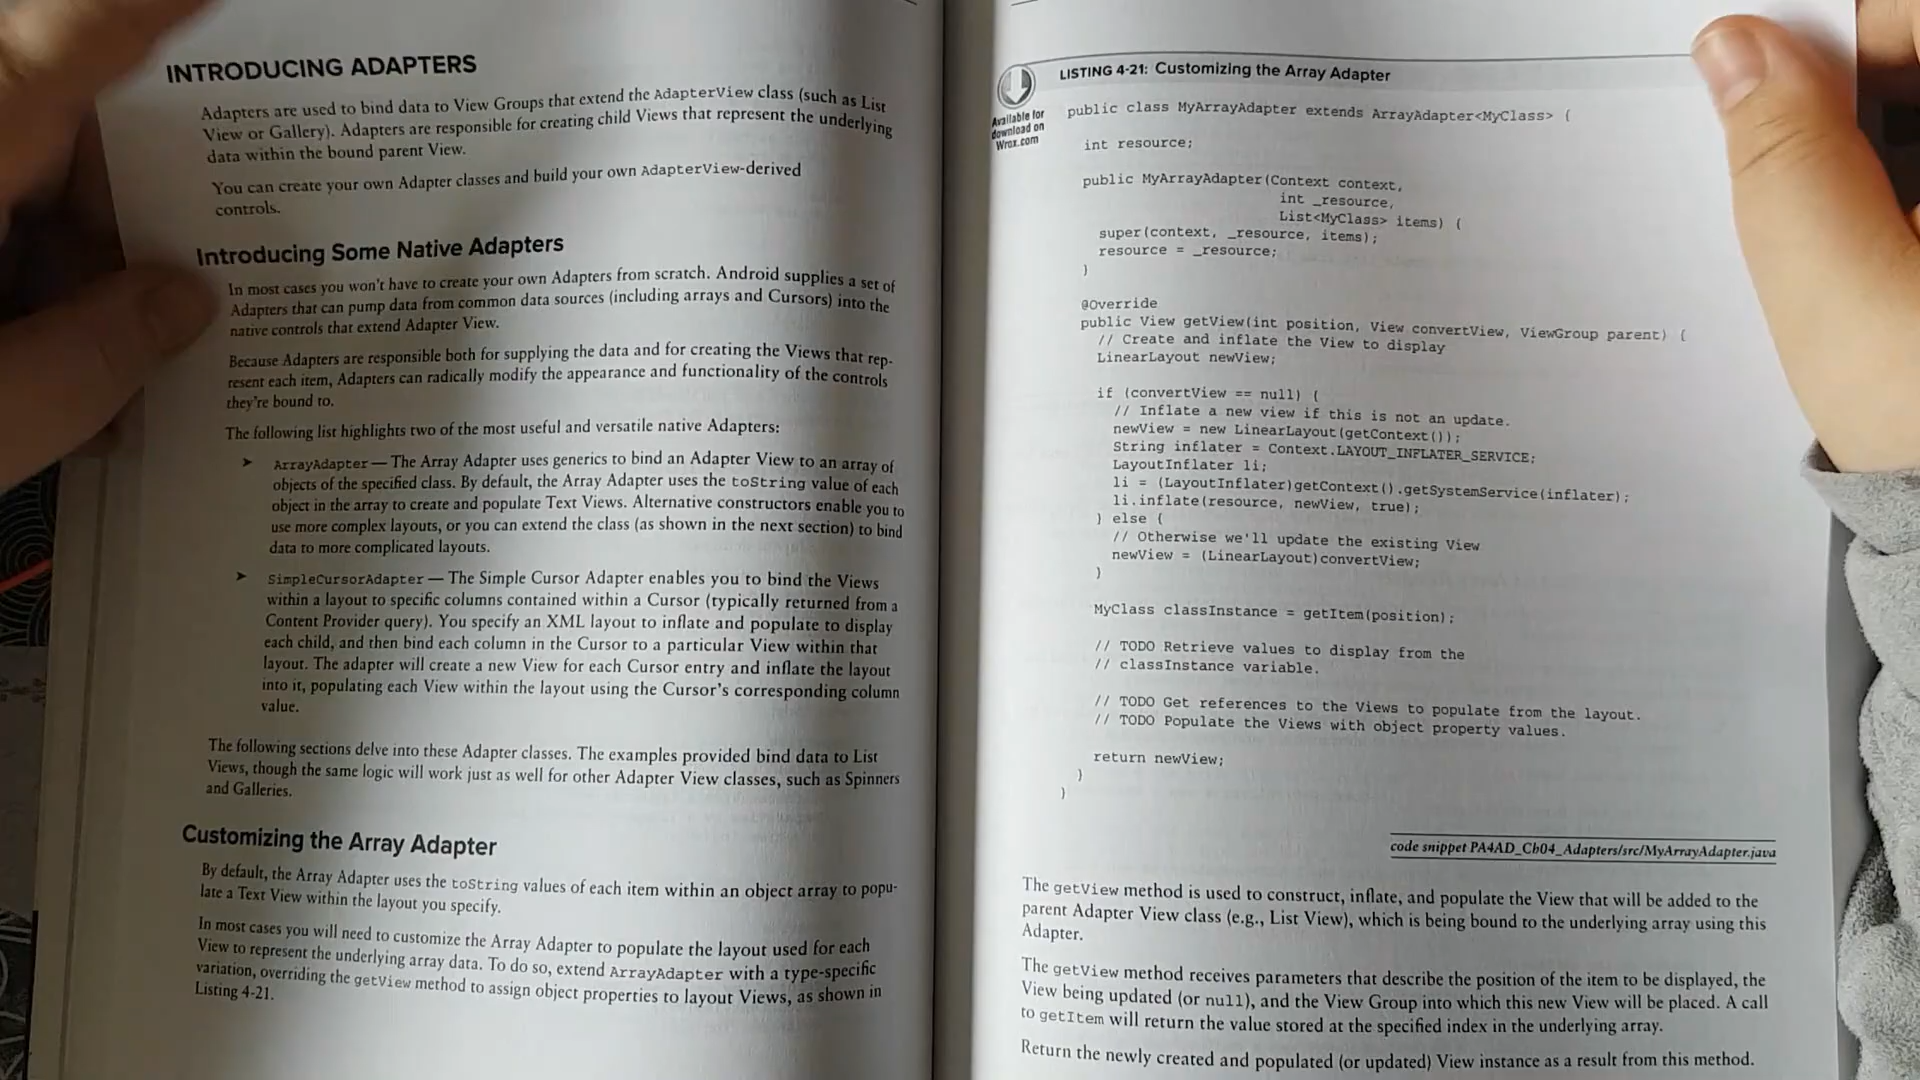 INTRODUCING ADAPTERS
Adapters are used to bind data to View Groups that extend the AdapterView class (such as List
View or Gallery). Adapters are responsible for creating child Views that represent the underlying
data within the bound parent View.
You can create your own Adapter classes and build your own AdapterView-derived
controls.
Introducing Some Native Adapters
In most cases you won't have to create your own Adapters from scratch. Android supplies a set of
Adapters that can pump data from common data sources (including arrays and Cursors) into the
native controls that extend Adapter View.
Because Adapters are responsible both for supplying the data and for creating the Views that rep-
resent each item, Adapters can radically modify the appearance and functionality of the controls
they're bound to.
The following list highlights two of the most useful and versatile native Adapters:
➤ ArrayAdapter — The Array Adapter uses generics to bind an Adapter View to an array of
objects of the specified class. By default, the Array Adapter uses the toString value of each
object in the array to create and populate Text Views. Alternative constructors enable you to
use more complex layouts, or you can extend the class (as shown in the next section) to bind
data to more complicated layouts.
➤ SimpleCursorAdapter — The Simple Cursor Adapter enables you to bind the Views
within a layout to specific columns contained within a Cursor (typically returned from a
Content Provider query). You specify an XML layout to inflate and populate to display
each child, and then bind each column in the Cursor to a particular View within that
layout. The adapter will create a new View for each Cursor entry and inflate the layout
into it, populating each View within the layout using the Cursor's corresponding column
value.
The following sections delve into these Adapter classes. The examples provided bind data to List
Views, though the same logic will work just as well for other Adapter View classes, such as Spinners
and Galleries.
Customizing the Array Adapter
By default, the Array Adapter uses the toString values of each item within an object array to popu-
late a Text View within the layout you specify.
In most cases you will need to customize the Array Adapter to populate the layout used for each
View to represent the underlying array data. To do so, extend ArrayAdapter with a type-specific
variation, overriding the getView method to assign object properties to layout Views, as shown in
Listing 4-21.
Available for
download on
Wrox.com
LISTING 4-21: Customizing the Array Adapter
public class MyArrayAdapter extends ArrayAdapter<MyClass> {
int resource;
public MyArrayAdapter(Context context,
int _resource,
List<MyClass> items) {
super(context, _resource, items);
resource = _resource;
}
@Override
public View getView(int position, View convertView, ViewGroup parent) {
// Create and inflate the View to display
LinearLayout newView;
if (convertView == null) {
// Inflate a new view if this is not an update.
newView = new LinearLayout(getContext());
String inflater = Context.LAYOUT_INFLATER_SERVICE;
LayoutInflater li;
li = (LayoutInflater)getContext().getSystemService(inflater);
li.inflate(resource, newView, true);
} else {
// Otherwise we'll update the existing View
newView = (LinearLayout)convertView;
}
MyClass classInstance = getItem(position);
// TODO Retrieve values to display from the
// classInstance variable.
// TODO Get references to the Views to populate from the layout.
// TODO Populate the Views with object property values.
return newView;
}
}
code snippet PA4AD_Ch04_Adapters/src/MyArrayAdapter.java
The getView method is used to construct, inflate, and populate the View that will be added to the
parent Adapter View class (e.g., List View), which is being bound to the underlying array using this
Adapter.
The getView method receives parameters that describe the position of the item to be displayed, the
View being updated (or null), and the View Group into which this new View will be placed. A call
to getItem will return the value stored at the specified index in the underlying array.
Return the newly created and populated (or updated) View instance as a result from this method.